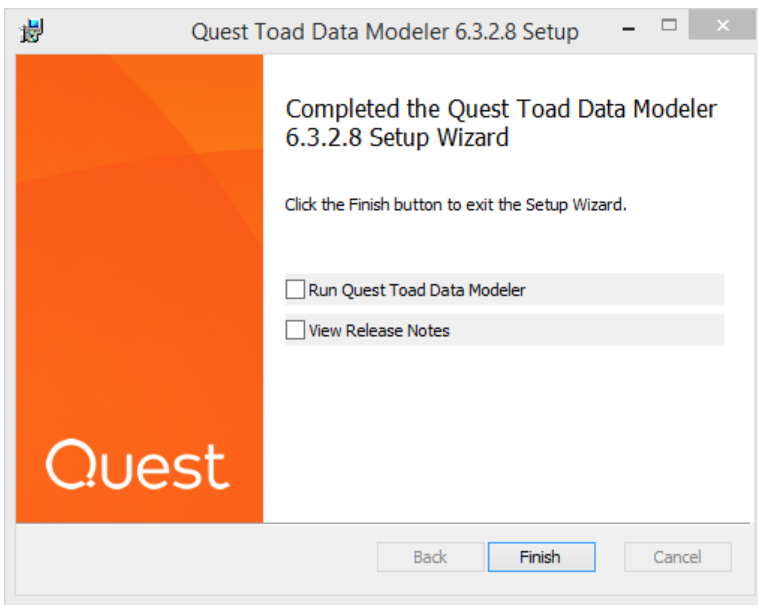 Quest Toad Data Modeler 6.3.2.8 Setup
Completed the Quest Toad Data Modeler
6.3.2.8 Setup Wizard
Click the Finish button to exit the Setup Wizard.
Run Quest Toad Data Modeler
View Release Notes
Quest
Back Finish Cancel